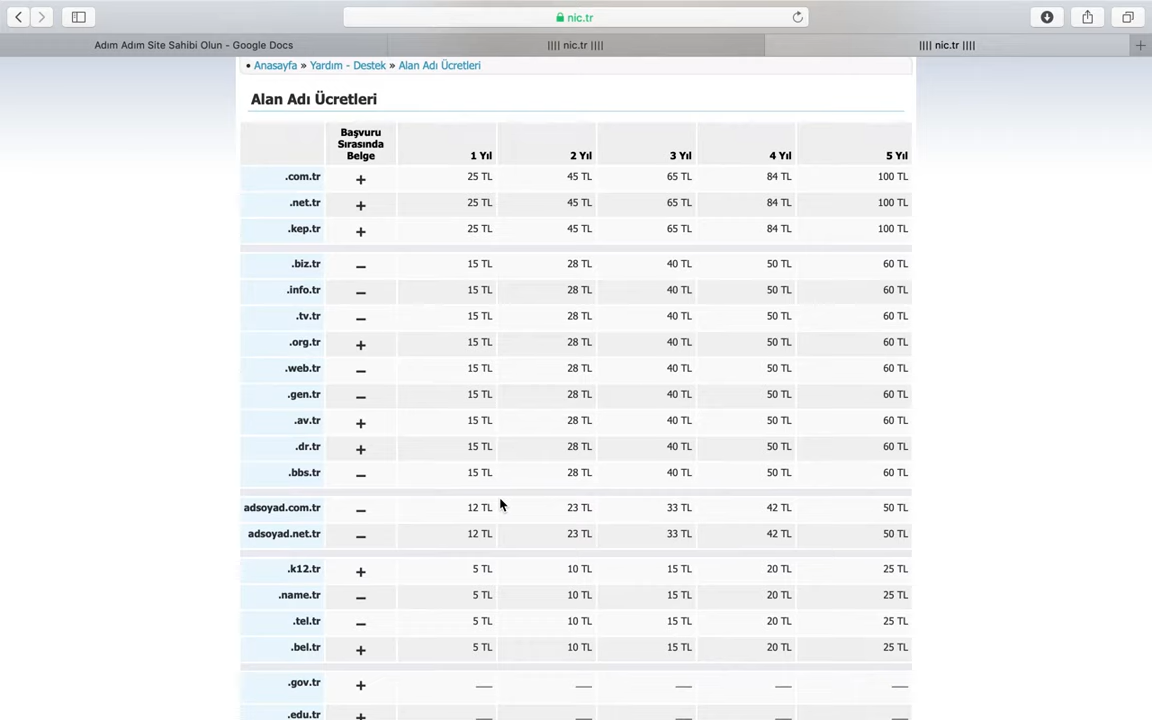 nic.tr
Adım Adım Site Sahibi Olun - Google Docs
|||| nic.tr ||||
|||| nic.tr ||||
• Anasayfa » Yardım - Destek » Alan Adı Ücretleri
Alan Adı Ücretleri
Başvuru
Sırasında
Belge 1 Yıl 2 Yıl 3 Yıl 4 Yıl 5 Yıl
.com.tr + 25 TL 45 TL 65 TL 84 TL 100 TL
.net.tr + 25 TL 45 TL 65 TL 84 TL 100 TL
.kep.tr + 25 TL 45 TL 65 TL 84 TL 100 TL
.biz.tr – 15 TL 28 TL 40 TL 50 TL 60 TL
.info.tr – 15 TL 28 TL 40 TL 50 TL 60 TL
.tv.tr – 15 TL 28 TL 40 TL 50 TL 60 TL
.org.tr + 15 TL 28 TL 40 TL 50 TL 60 TL
.web.tr – 15 TL 28 TL 40 TL 50 TL 60 TL
.gen.tr – 15 TL 28 TL 40 TL 50 TL 60 TL
.av.tr + 15 TL 28 TL 40 TL 50 TL 60 TL
.dr.tr + 15 TL 28 TL 40 TL 50 TL 60 TL
.bbs.tr – 15 TL 28 TL 40 TL 50 TL 60 TL
adsoyad.com.tr – 12 TL 23 TL 33 TL 42 TL 50 TL
adsoyad.net.tr – 12 TL 23 TL 33 TL 42 TL 50 TL
.k12.tr + 5 TL 10 TL 15 TL 20 TL 25 TL
.name.tr – 5 TL 10 TL 15 TL 20 TL 25 TL
.tel.tr – 5 TL 10 TL 15 TL 20 TL 25 TL
.bel.tr + 5 TL 10 TL 15 TL 20 TL 25 TL
.gov.tr + — — — — —
.edu.tr + — — — — —